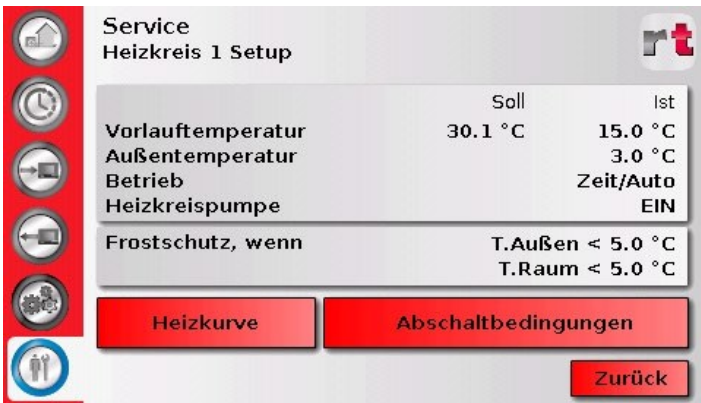 Service
Heizkreis 1 Setup
rt
Soll Ist
Vorlauftemperatur 30.1 °C 15.0 °C
Außentemperatur 3.0 °C
Betrieb Zeit/Auto
Heizkreispumpe EIN
Frostschutz, wenn T.Außen < 5.0 °C
T.Raum < 5.0 °C
Heizkurve Abschaltbedingungen
Zurück